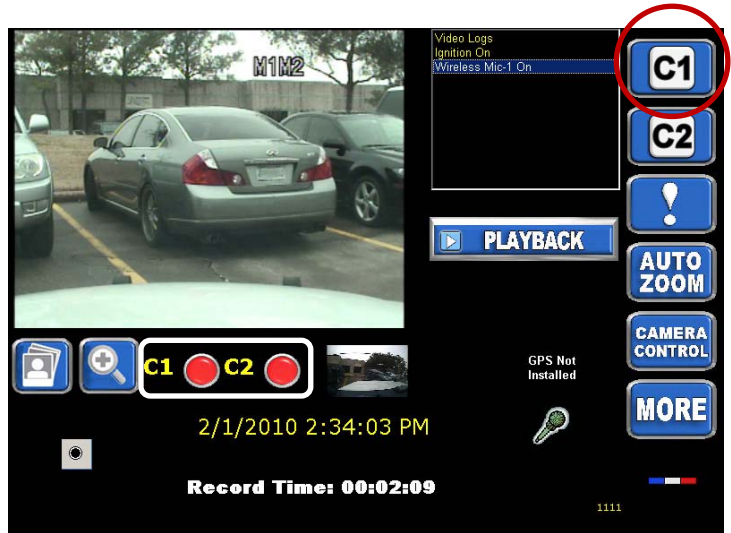 M1M2
Video Logs
Ignition On
Wireless Mic-1 On
C1
C2
!
PLAYBACK
AUTO
ZOOM
C1 C2
GPS Not
Installed
CAMERA
CONTROL
MORE
2/1/2010 2:34:03 PM
Record Time: 00:02:09
1111